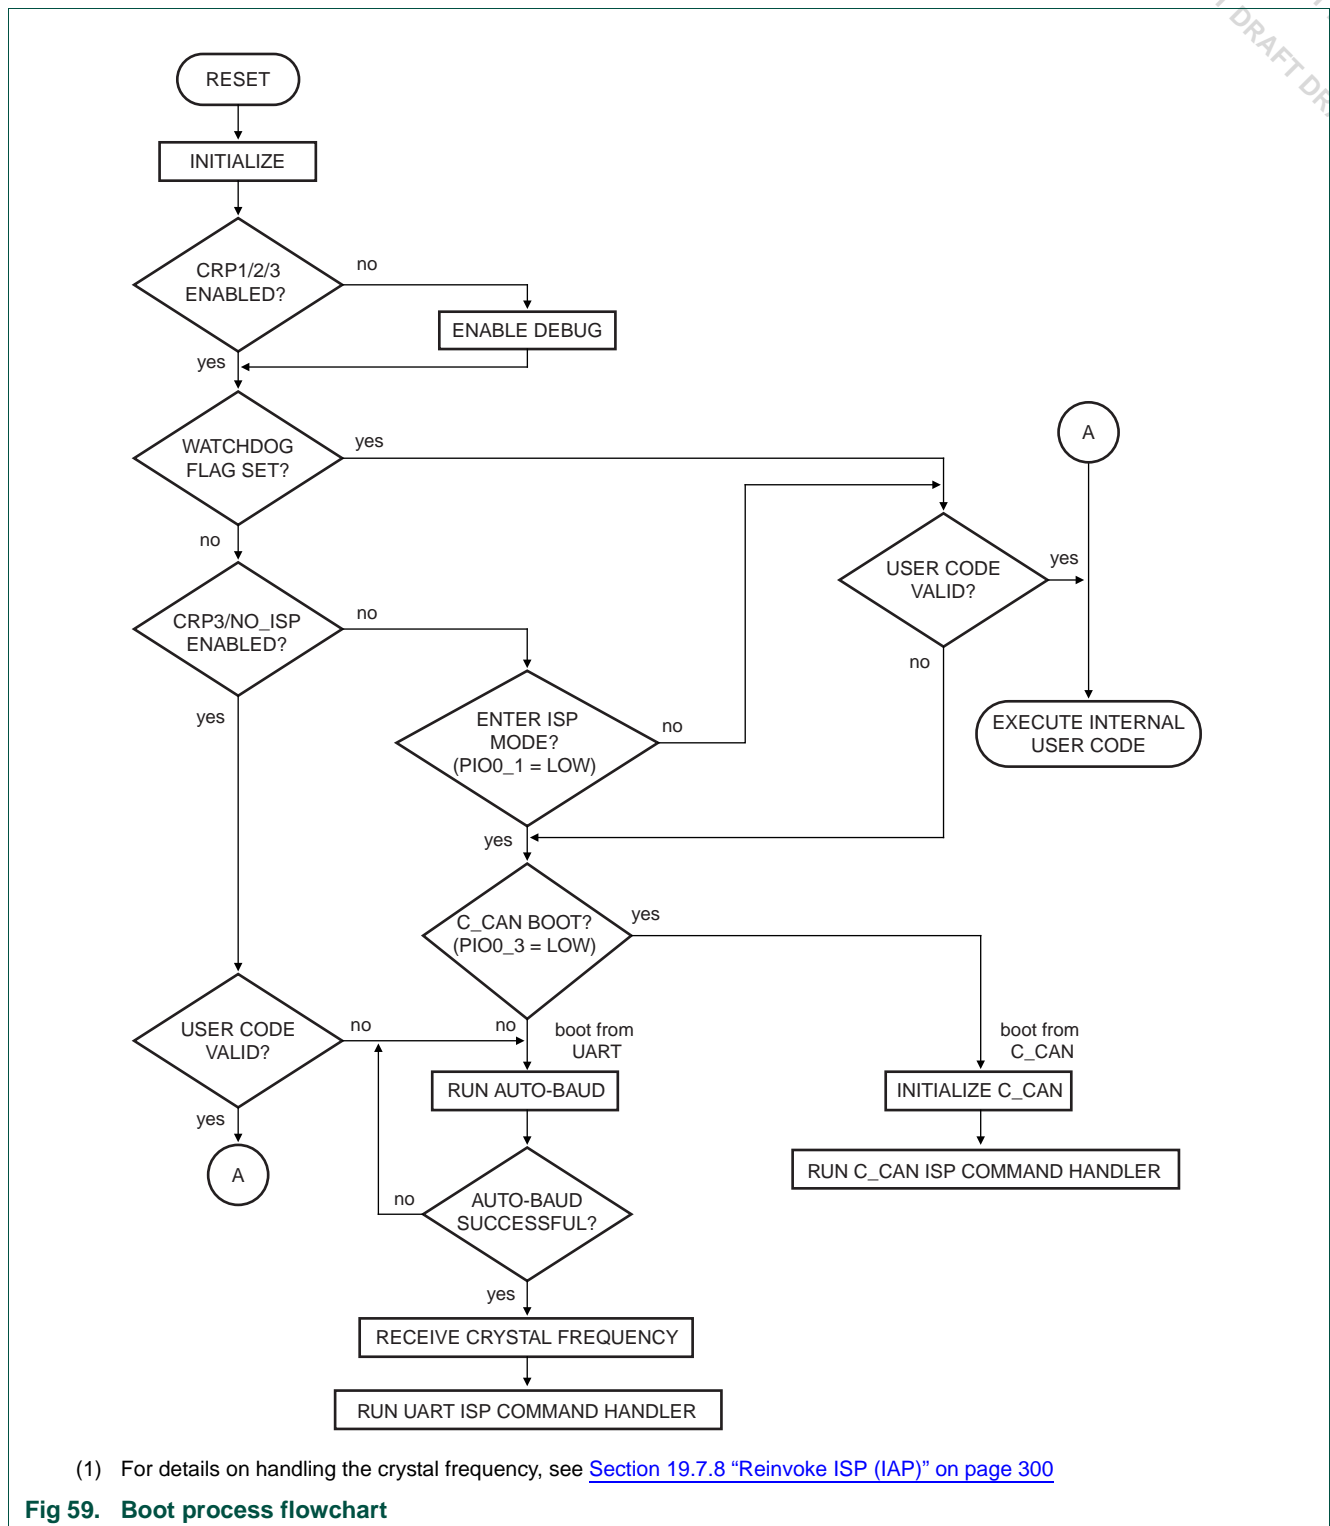 DRAFT
RESET
INITIALIZE
CRP1/2/3
ENABLED?
no
ENABLE DEBUG
yes
WATCHDOG
FLAG SET?
yes
A
no
USER CODE
VALID?
yes
CRP3/NO_ISP
ENABLED?
no
no
yes
ENTER ISP
MODE?
(PIO0_1 = LOW)
no
EXECUTE INTERNAL
USER CODE
yes
C_CAN BOOT?
(PIO0_3 = LOW)
yes
USER CODE
VALID?
no
no
boot from
UART
boot from
C_CAN
RUN AUTO-BAUD
INITIALIZE C_CAN
yes
A
RUN C_CAN ISP COMMAND HANDLER
no
AUTO-BAUD
SUCCESSFUL?
yes
RECEIVE CRYSTAL FREQUENCY
RUN UART ISP COMMAND HANDLER
(1) For details on handling the crystal frequency, see Section 19.7.8 “Reinvoke ISP (IAP)” on page 300
Fig 59. Boot process flowchart